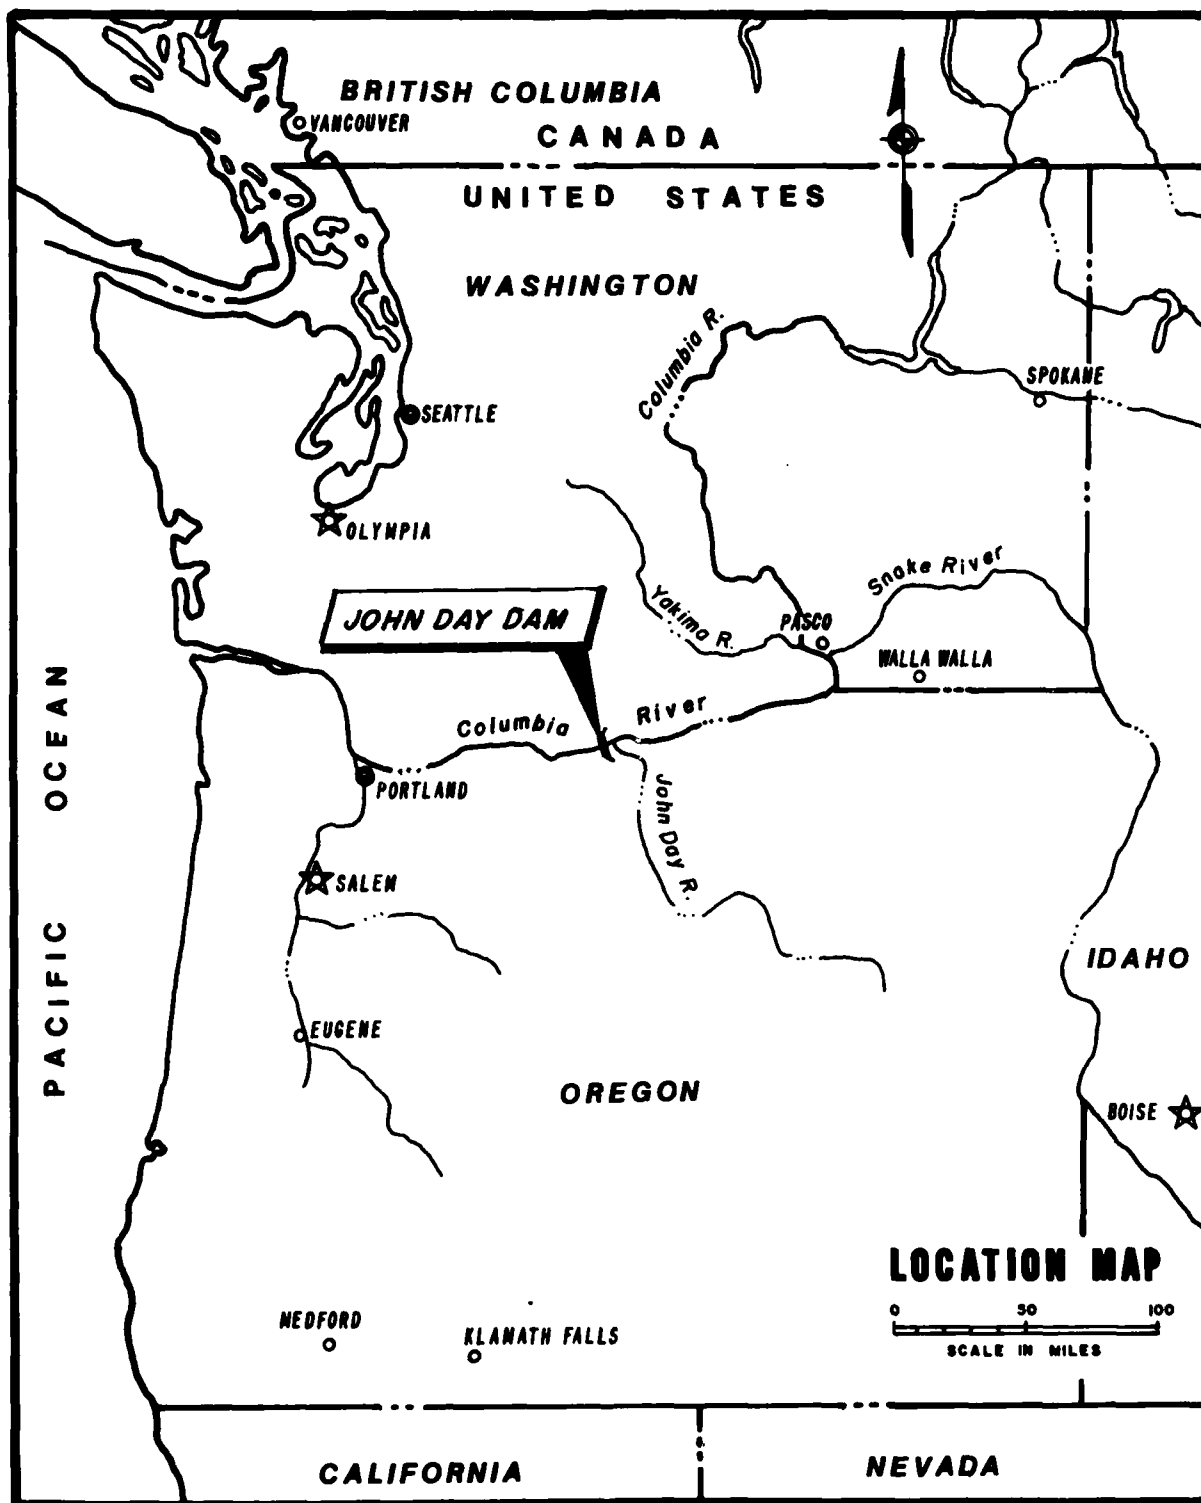 BRITISH COLUMBIA
VANCOUVER
CANADA
UNITED STATES
WASHINGTON
Columbia R.
SPOKANE
SEATTLE
OLYMPIA
Snake River
JOHN DAY DAM
Yakima R.
PASCO
WALLA WALLA
Columbia River
PACIFIC OCEAN
PORTLAND
John Day R.
SALEM
IDAHO
EUGENE
OREGON
BOISE
LOCATION MAP
0 50 100
SCALE IN MILES
MEDFORD
KLAMATH FALLS
CALIFORNIA
NEVADA